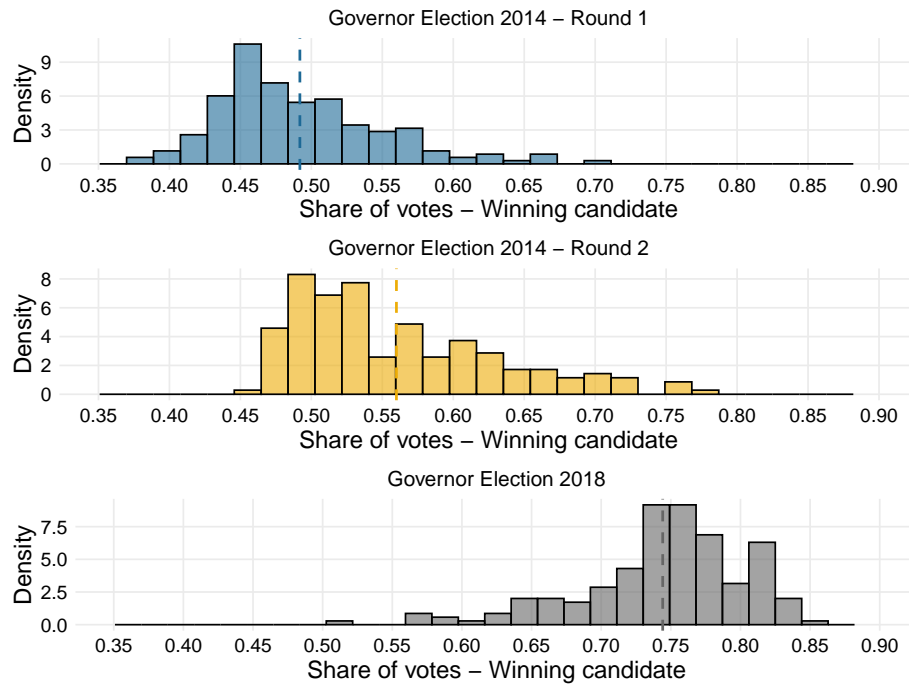 Governor Election 2014 − Round 1
9
6
3
0
Density
0.35 0.40 0.45 0.50 0.55 0.60 0.65 0.70 0.75 0.80 0.85 0.90
Share of votes − Winning candidate
Governor Election 2014 − Round 2
8
6
4
2
0
Density
0.35 0.40 0.45 0.50 0.55 0.60 0.65 0.70 0.75 0.80 0.85 0.90
Share of votes − Winning candidate
Governor Election 2018
7.5
5.0
2.5
0.0
Density
0.35 0.40 0.45 0.50 0.55 0.60 0.65 0.70 0.75 0.80 0.85 0.90
Share of votes − Winning candidate